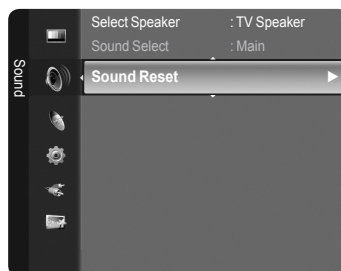 Sound
Select Speaker : TV Speaker
Sound Select : Main
Sound Reset